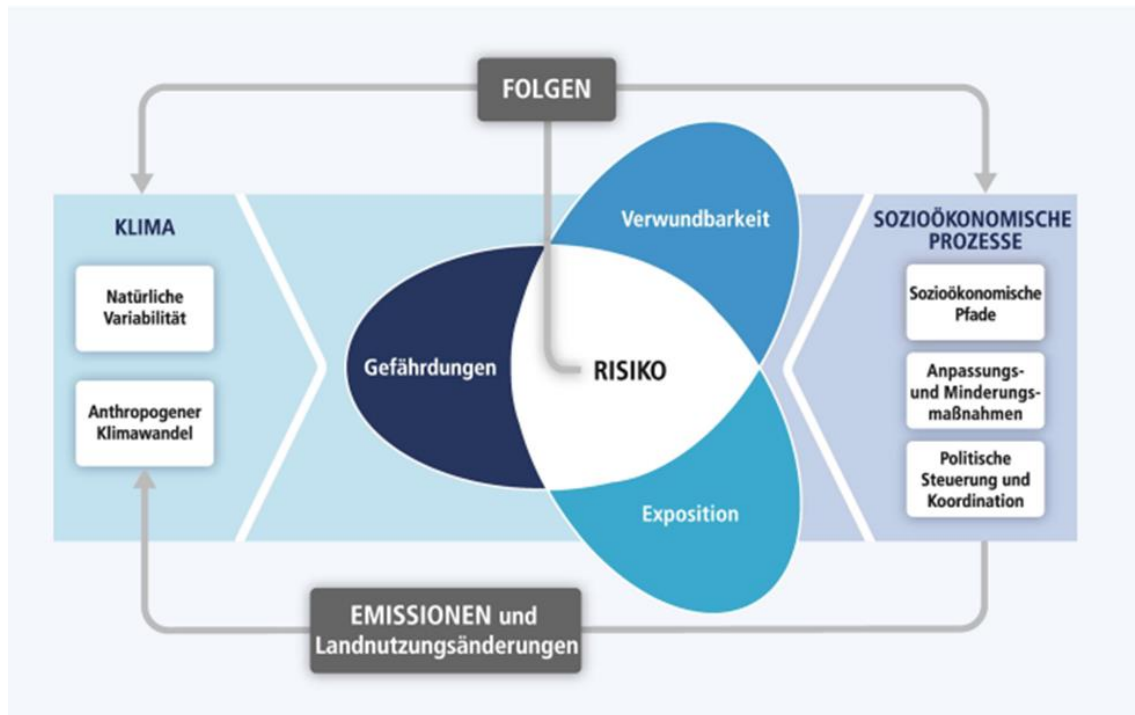 FOLGEN
KLIMA
Natürliche
Variabilität
Anthropogener
Klimawandel
Gefährdungen
Verwundbarkeit
RISIKO
Exposition
SOZIOÖKONOMISCHE
PROZESSE
Sozioökonomische
Pfade
Anpassungs-
und Minderungs-
maßnahmen
Politische
Steuerung und
Koordination
EMISSIONEN und
Landnutzungsänderungen